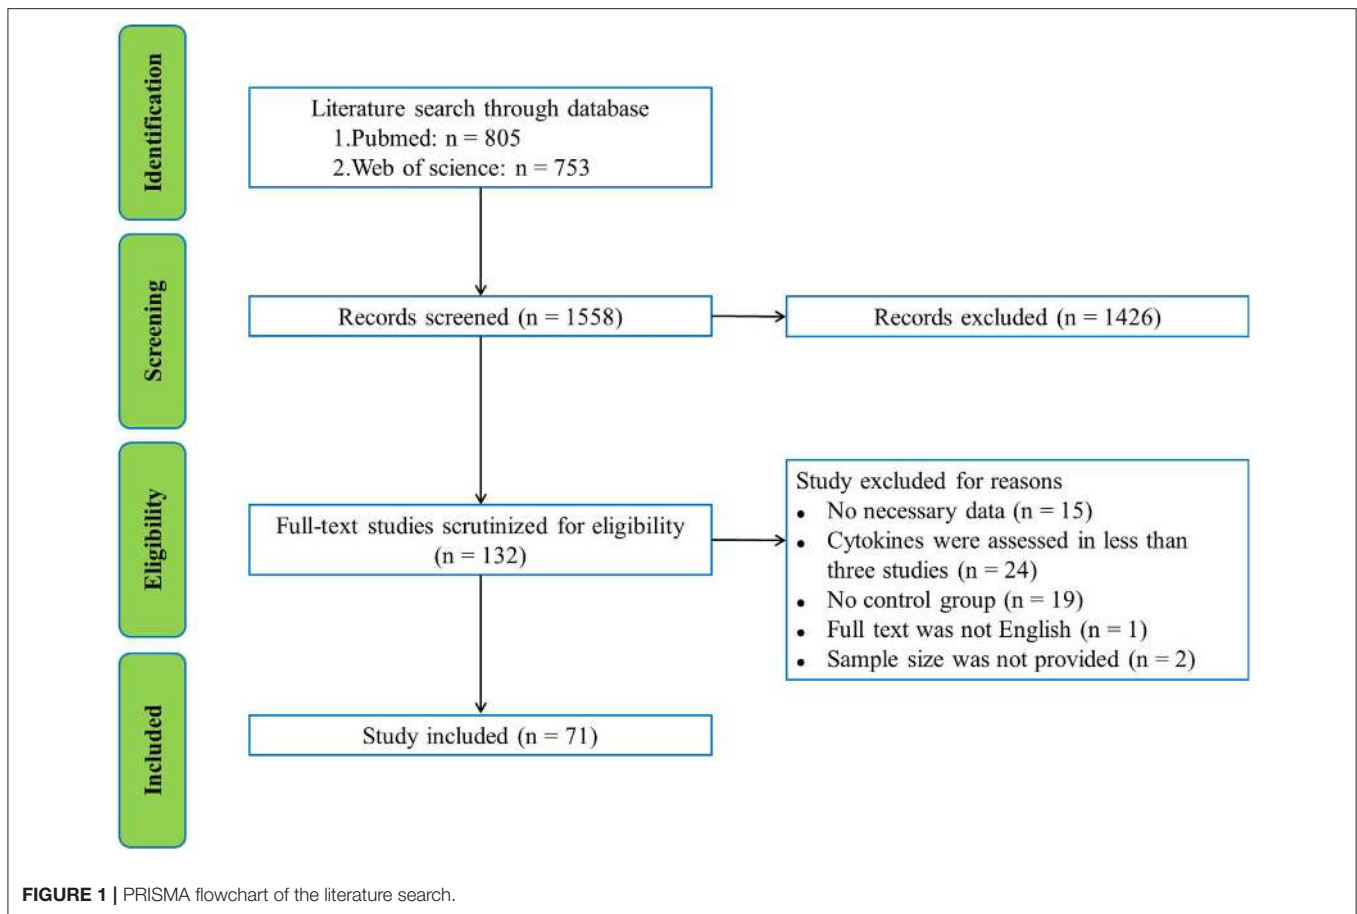 Identification
Literature search through database
1.Pubmed: n = 805
2.Web of science: n = 753
Screening
Records screened (n = 1558)
Records excluded (n = 1426)
Eligibility
Full-text studies scrutinized for eligibility
(n = 132)
Study excluded for reasons
• No necessary data (n = 15)
• Cytokines were assessed in less than
three studies (n = 24)
• No control group (n = 19)
• Full text was not English (n = 1)
• Sample size was not provided (n = 2)
Included
Study included (n = 71)
FIGURE 1 | PRISMA flowchart of the literature search.